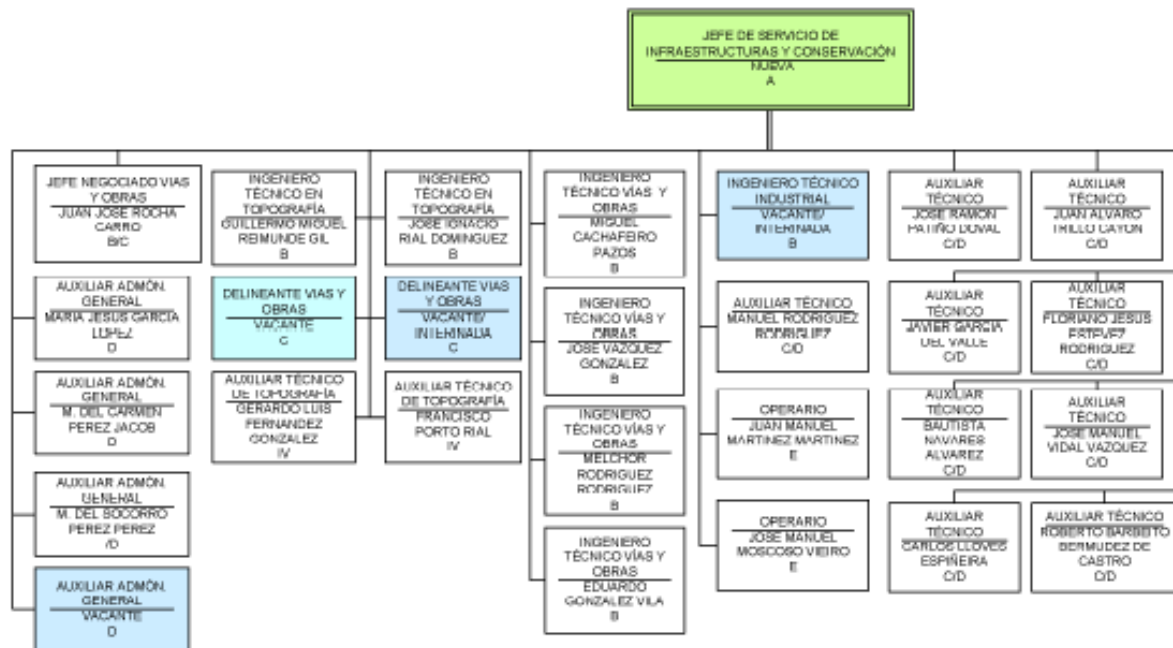 JEFE DE SERVICIO DE
INFRAESTRUCTURAS Y CONSERVACIÓN
NUEVA
A
JEFE NEGOCIADO VIAS
Y OBRAS
JUAN JOSE ROCHA
CARRO
B/C
INGENIERO
TÉCNICO EN
TOPOGRAFÍA
GUILLERMO MIGUEL
REIMUNDE GIL
B
INGENIERO
TÉCNICO EN
TOPOGRAFÍA
JOSE IGNACIO
RIAL DOMINGUEZ
B
INGENIERO
TÉCNICO VÍAS Y
OBRAS
MIGUEL
CACHAFEIRO
PAZOS
B
INGENIERO TÉCNICO
INDUSTRIAL
VACANTE/
INTERINADA
B
AUXILIAR
TÉCNICO
JOSE RAMON
PATIÑO DOVAL
C/D
AUXILIAR
TÉCNICO
JUAN ALVARO
TRILLO CAYON
C/D
AUXILIAR ADMÓN.
GENERAL
MARIA JESUS GARCÍA
LOPEZ
D
DELINEANTE VIAS Y
OBRAS
VACANTE
C
DELINEANTE VIAS
Y OBRAS
VACANTE/
INTERINADA
C
INGENIERO
TÉCNICO VÍAS Y
OBRAS
JOSE VAZQUEZ
GONZALEZ
B
AUXILIAR TÉCNICO
MANUEL RODRIGUEZ
RODRIGUEZ
C/D
AUXILIAR
TÉCNICO
JAVIER GARCIA
DEL VALLE
C/D
AUXILIAR
TÉCNICO
FLORIANO JESUS
ESTEVEZ
RODRIGUEZ
C/D
AUXILIAR ADMÓN.
GENERAL
M. DEL CARMEN
PEREZ JACOB
D
AUXILIAR TÉCNICO
DE TOPOGRAFÍA
GERARDO LUIS
FERNANDEZ
GONZALEZ
IV
AUXILIAR TÉCNICO
DE TOPOGRAFÍA
FRANCISCO
PORTO RIAL
IV
INGENIERO
TÉCNICO VÍAS Y
OBRAS
MELCHOR
RODRIGUEZ
RODRIGUEZ
B
OPERARIO
JUAN MANUEL
MARTINEZ MARTINEZ
E
AUXILIAR
TÉCNICO
BAUTISTA
NAVARES
ALVAREZ
C/D
AUXILIAR
TÉCNICO
JOSE MANUEL
VIDAL VAZQUEZ
C/D
AUXILIAR ADMÓN.
GENERAL
M. DEL SOCORRO
PEREZ PEREZ
/D
INGENIERO
TÉCNICO VÍAS Y
OBRAS
EDUARDO
GONZALEZ VILA
B
OPERARIO
JOSE MANUEL
MOSCOSO VIEIRO
E
AUXILIAR
TÉCNICO
CARLOS LLOVES
ESPIÑEIRA
C/D
AUXILIAR TÉCNICO
ROBERTO BARBEITO
BERMUDEZ DE
CASTRO
C/D
AUXILIAR ADMÓN.
GENERAL
VACANTE
D